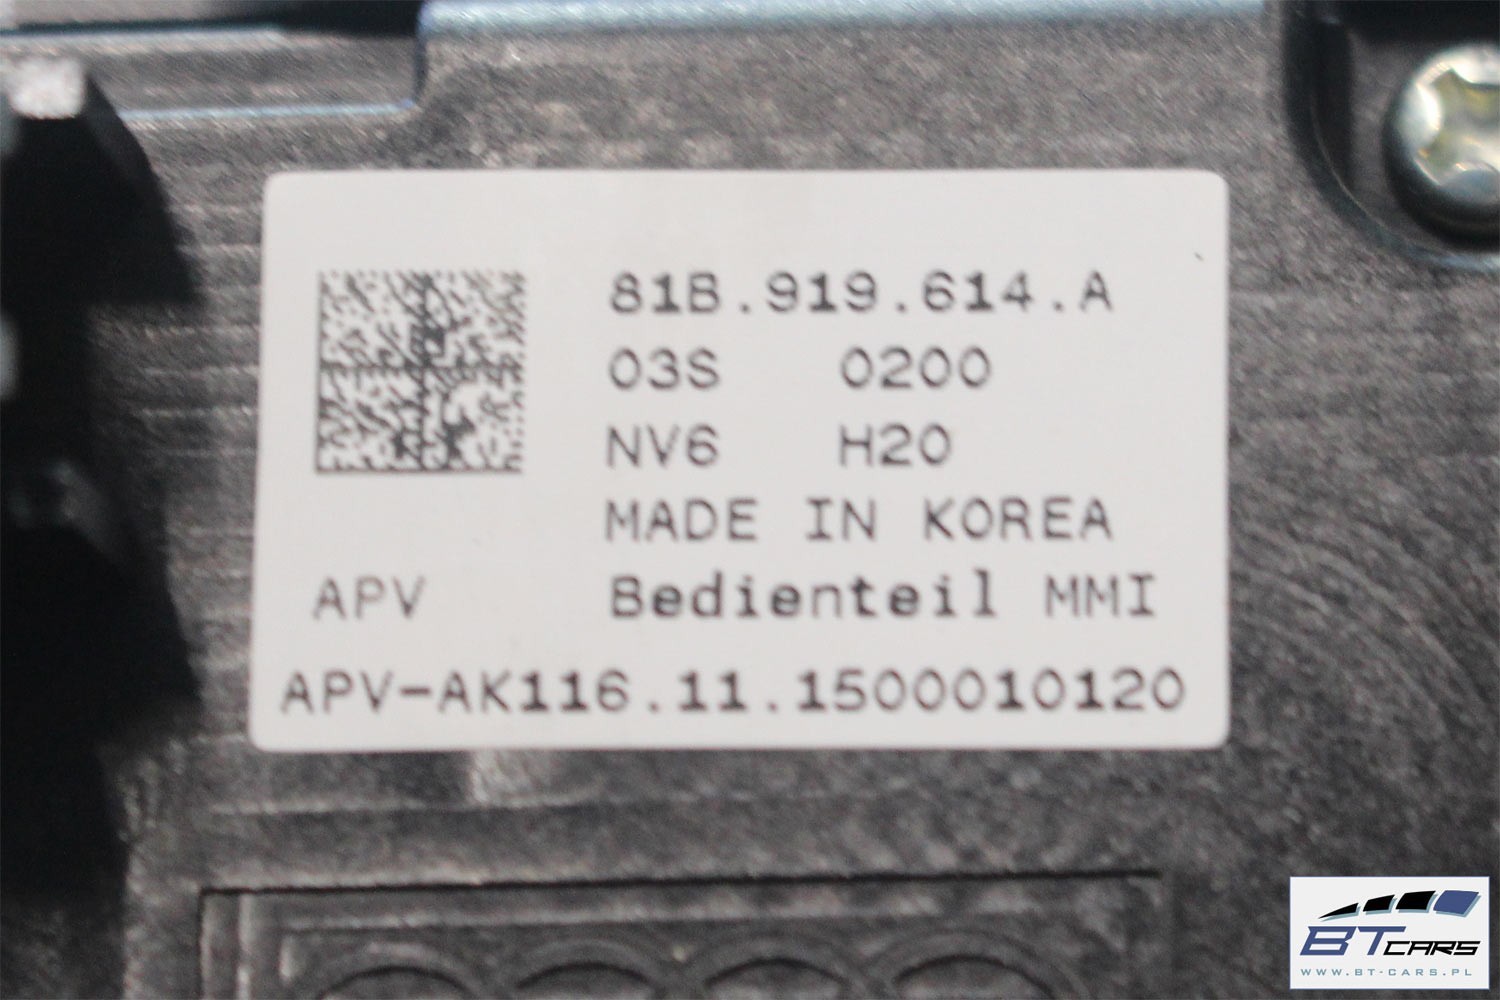 81B.919.614.A
03S 0200
NV6 H20
MADE IN KOREA
APV Bedienteil MMI
APV-AK116.11.1500010120
BT CARS
WWW.BT-CARS.PL